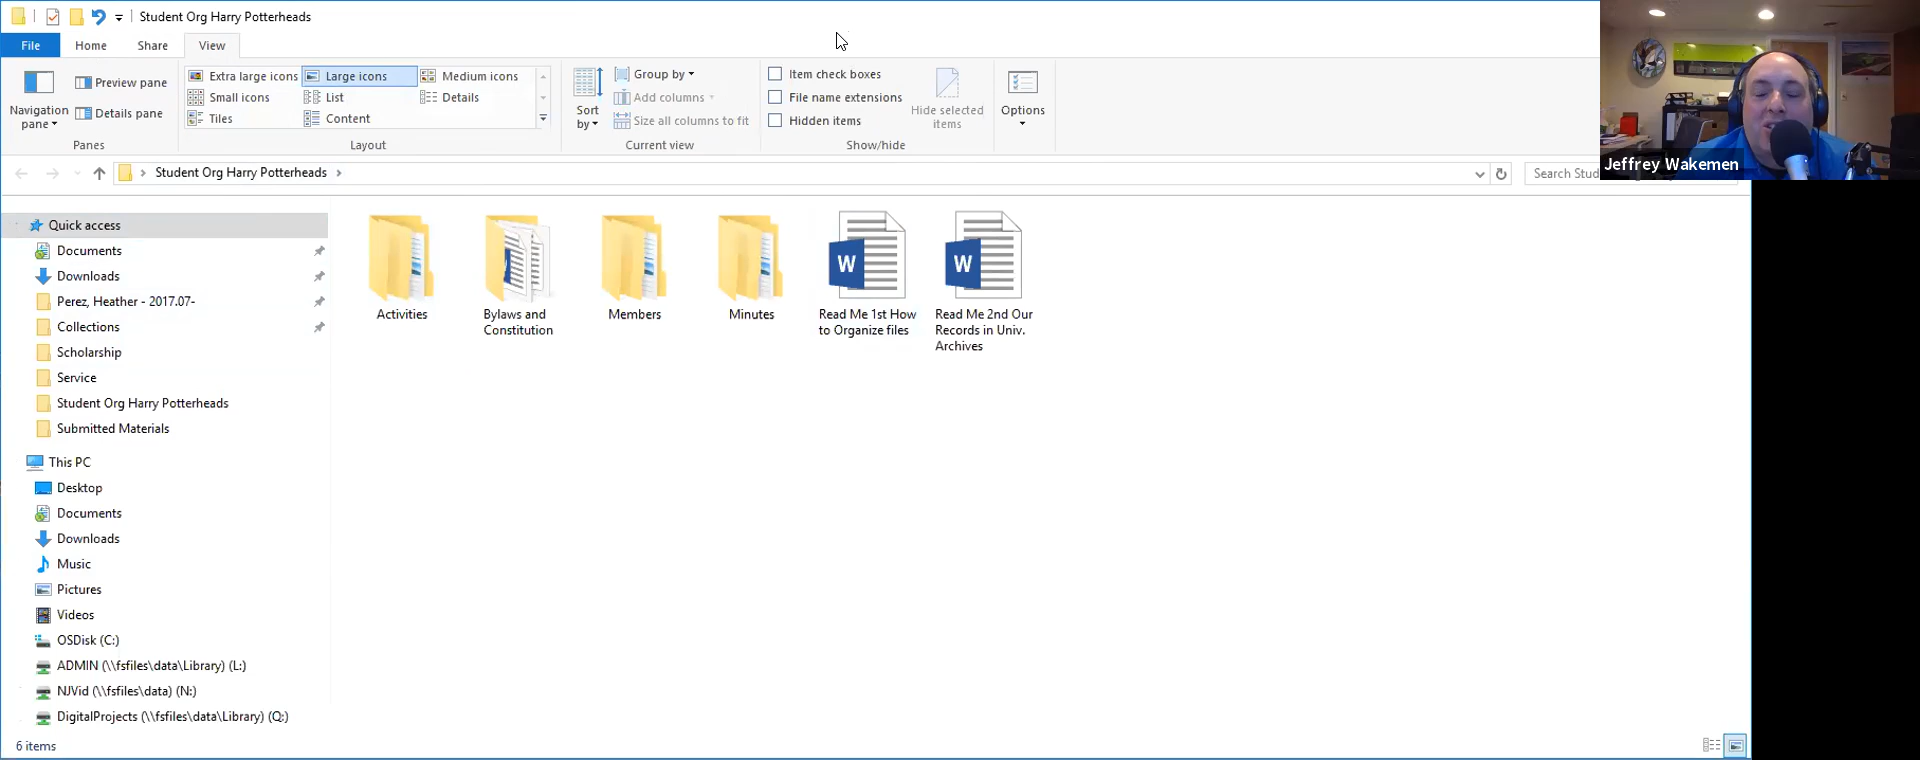 Student Org Harry Potterheads
File Home Share View
Navigation pane
Preview pane
Details pane
Panes
Extra large icons Large icons Medium icons
Small icons List Details
Tiles Content
Layout
Sort by
Group by
Add columns
Size all columns to fit
Current view
Item check boxes
File name extensions
Hidden items
Hide selected items
Show/hide
Options
Jeffrey Wakemen
Student Org Harry Potterheads
Search Stud
Quick access
Documents
Downloads
Perez, Heather - 2017.07-
Collections
Scholarship
Service
Student Org Harry Potterheads
Submitted Materials
This PC
Desktop
Documents
Downloads
Music
Pictures
Videos
OSDisk (C:)
ADMIN (\\fsfiles\data\Library) (L:)
NJVid (\\fsfiles\data) (N:)
DigitalProjects (\\fsfiles\data\Library) (Q:)
Activities
Bylaws and
Constitution
Members
Minutes
W
Read Me 1st How
to Organize files
W
Read Me 2nd Our
Records in Univ.
Archives
6 items